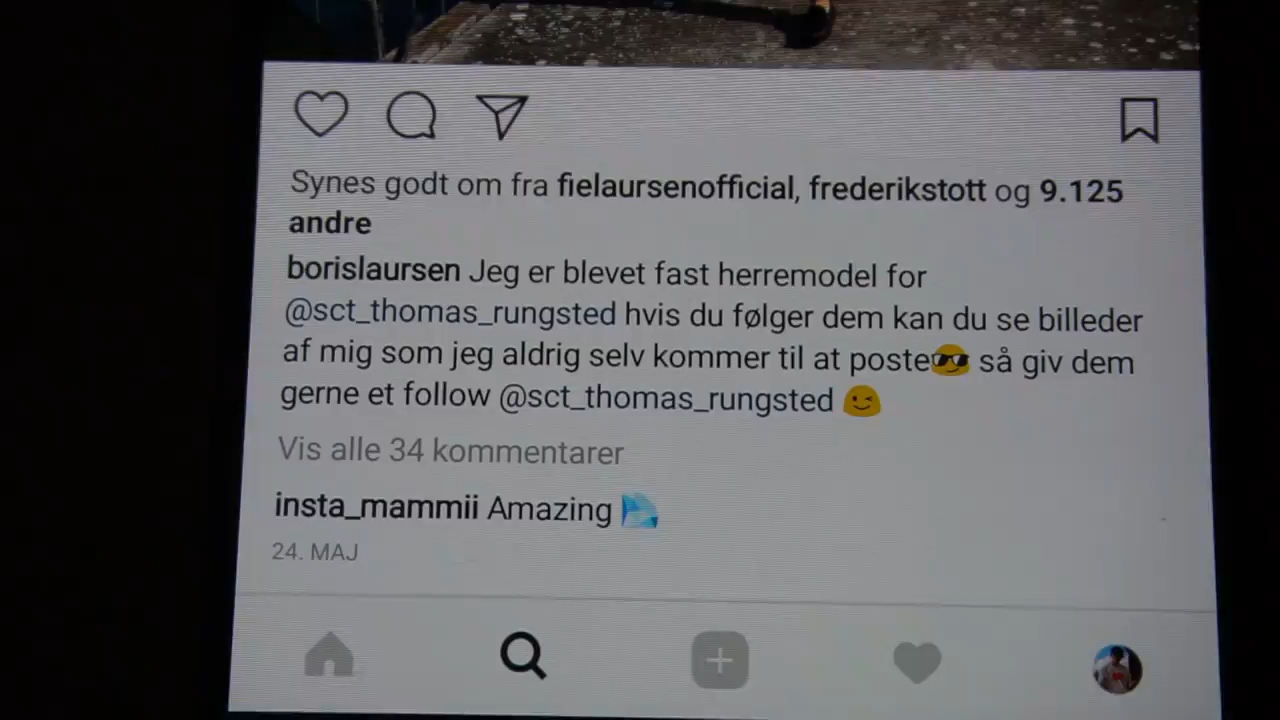 Synes godt om fra fielaursenofficial, frederikstott og 9.125
andre
borislaursen Jeg er blevet fast herremodel for
@sct_thomas_rungsted hvis du følger dem kan du se billeder
af mig som jeg aldrig selv kommer til at poste😎 så giv dem
gerne et follow @sct_thomas_rungsted 😉
Vis alle 34 kommentarer
insta_mammii Amazing
24. MAJ